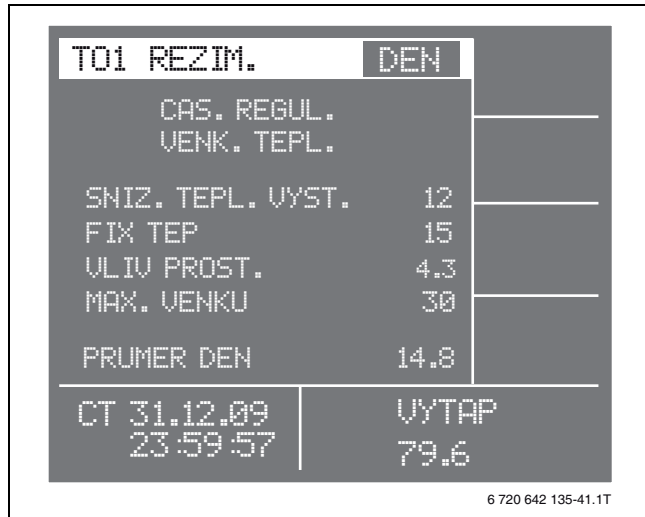 TO1 REZIM. DEN
CAS. REGUL.
VENK. TEPL.
SNIZ. TEPL. VYST. 12
FIX TEP 15
VLIV PROST. 4.3
MAX. VENKU 30
PRUMER DEN 14.8
CT 31.12.09 VYTAP
23:59:57 79.6
6 720 642 135-41.1T